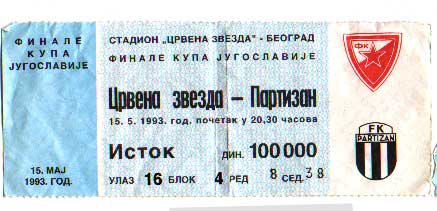 ФИНАЛЕ
КУПА
ЈУГОСЛАВИЈЕ
15. МАЈ
1993. ГОД.
СТАДИОН „ЦРВЕНА ЗВЕЗДА" - БЕОГРАД
ФИНАЛЕ КУПА ЈУГОСЛАВИЈЕ
Црвена звезда – Партизан
15. 5. 1993. год. почетак у 20,30 часова
Исток ДИН. 100000
УЛАЗ 16 БЛОК 4 РЕД 8 СЕД. 38
ФК
FK
PARTIZAN